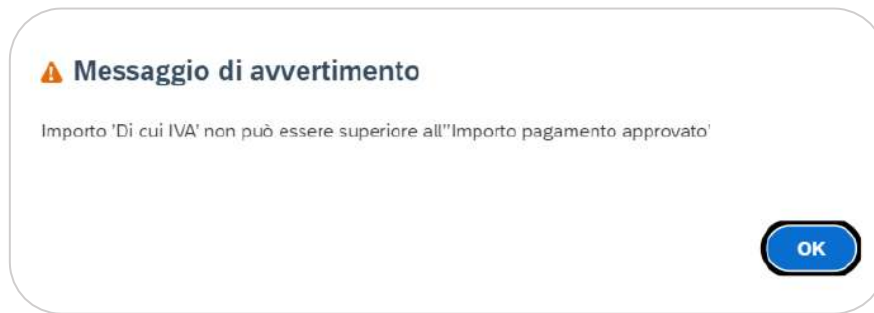 Messaggio di avvertimento
Importo 'Di cui IVA' non può essere superiore all''Importo pagamento approvato'
OK